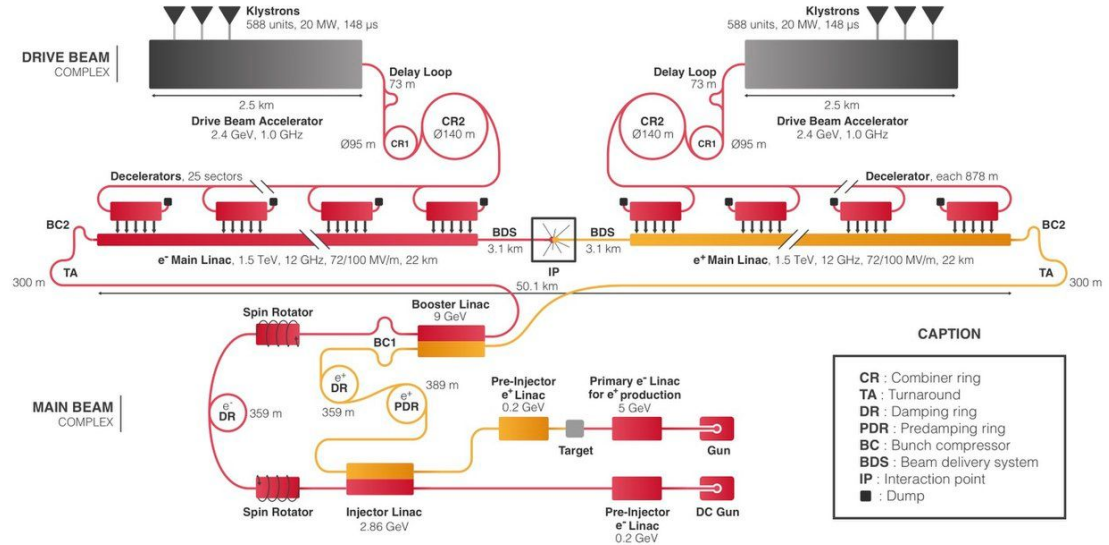 Klystrons
588 units, 20 MW, 148 µs
Klystrons
588 units, 20 MW, 148 µs
DRIVE BEAM
COMPLEX
Delay Loop
73 m
Delay Loop
73 m
2.5 km
2.5 km
Drive Beam Accelerator
2.4 GeV, 1.0 GHz
Drive Beam Accelerator
2.4 GeV, 1.0 GHz
CR2
Ø140 m
CR1
Ø95 m
CR2
Ø140 m
CR1
Ø95 m
Decelerators, 25 sectors
Decelerator, each 878 m
BC2
BDS
3.1 km
BDS
3.1 km
BC2
e⁻ Main Linac, 1.5 TeV, 12 GHz, 72/100 MV/m, 22 km
IP
e⁺ Main Linac, 1.5 TeV, 12 GHz, 72/100 MV/m, 22 km
TA
300 m
TA
300 m
50.1 km
Booster Linac
9 GeV
Spin Rotator
BC1
e⁺
DR
359 m
e⁺
PDR
389 m
MAIN BEAM
COMPLEX
e⁻
DR
359 m
Pre-Injector
e⁺ Linac
0.2 GeV
Primary e⁻ Linac
for e⁺ production
5 GeV
Target
Gun
Spin Rotator
Injector Linac
2.86 GeV
Pre-Injector
e⁻ Linac
0.2 GeV
DC Gun
CAPTION
CR : Combiner ring
TA : Turnaround
DR : Damping ring
PDR : Predamping ring
BC : Bunch compressor
BDS : Beam delivery system
IP : Interaction point
: Dump